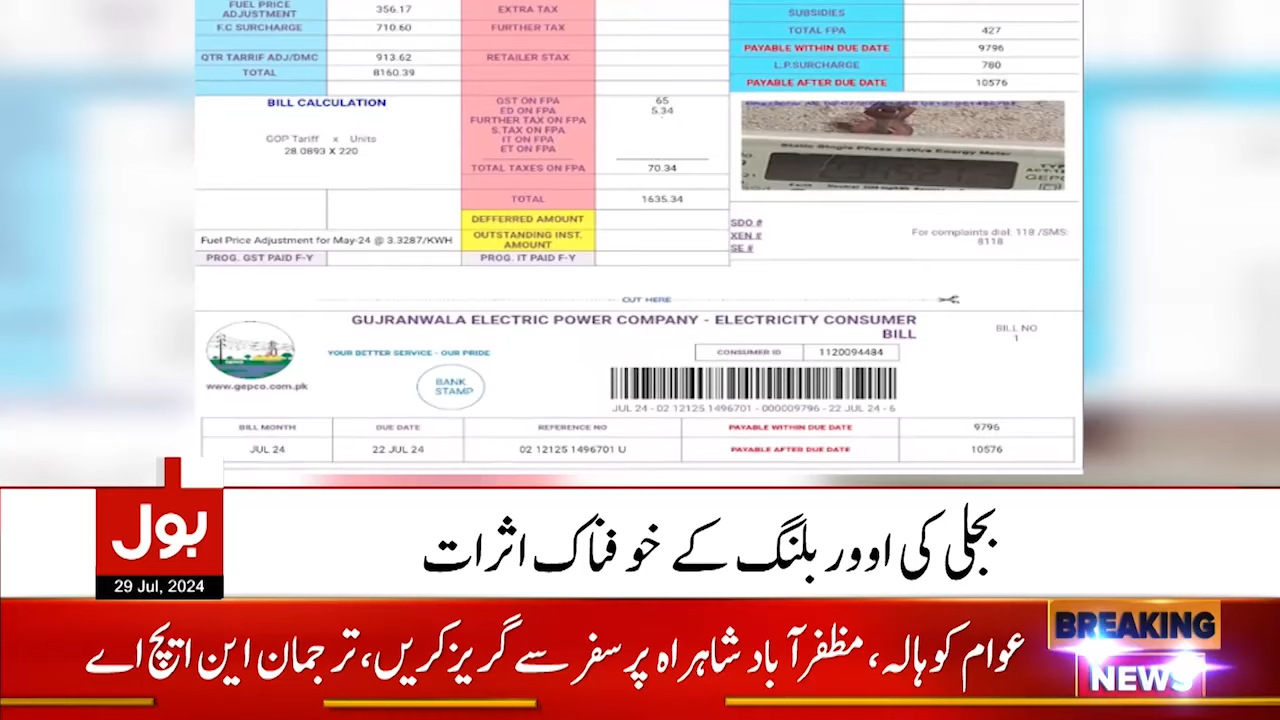 FUEL PRICE
ADJUSTMENT 356.17
F.C SURCHARGE 710.60
QTR TARRIF ADJ/DMC 913.62
TOTAL 8160.39
BILL CALCULATION
GOP Tariff x Units
28.0893 X 220
Fuel Price Adjustment for May-24 @ 3.3287/KWH
PROG. GST PAID F-Y
EXTRA TAX
FURTHER TAX
RETAILER STAX
GST ON FPA 65
ED ON FPA 5.34
FURTHER TAX ON FPA
S.TAX ON FPA
IT ON FPA
ET ON FPA
TOTAL TAXES ON FPA 70.34
TOTAL 1635.34
DEFFERRED AMOUNT
OUTSTANDING INST.
AMOUNT
PROG. IT PAID F-Y
SUBSIDIES
TOTAL FPA 427
PAYABLE WITHIN DUE DATE 9796
L.P.SURCHARGE 780
PAYABLE AFTER DUE DATE 10576
Static Single Phase 2-Wire Energy Meter
GEPC
SDO #
XEN #
SE #
For complaints dial: 118 /SMS:
8118
CUT HERE
GUJRANWALA ELECTRIC POWER COMPANY - ELECTRICITY CONSUMER
BILL
BILL NO
1
YOUR BETTER SERVICE - OUR PRIDE
CONSUMER ID 1120094484
www.gepco.com.pk
BANK
STAMP
JUL 24 - 02 12125 1496701 - 000009796 - 22 JUL 24 - 6
BILL MONTH DUE DATE REFERENCE NO PAYABLE WITHIN DUE DATE 9796
JUL 24 22 JUL 24 02 12125 1496701 U PAYABLE AFTER DUE DATE 10576
بول
29 Jul, 2024
بجلی کی اوور بلنگ کے خوفناک اثرات
BREAKING
NEWS
عوام کوہالہ، مظفرآباد شاہراہ پر سفر سے گریز کریں، ترجمان این ایچ اے